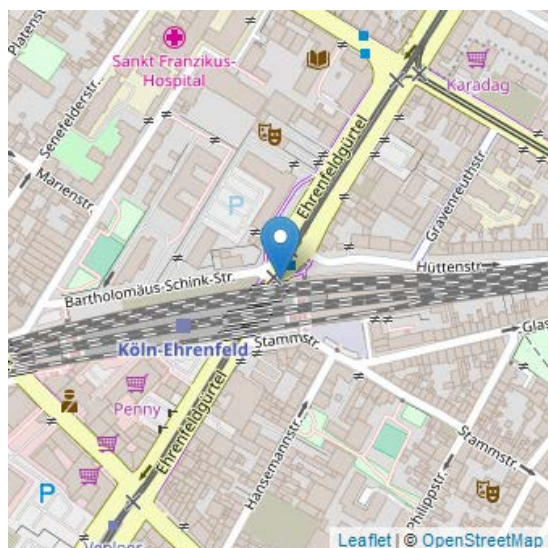 Platenstr.
Sankt Franzikus-
Hospital
Karadag
Senefelderstr.
Marienstr.
Ehrenfeldgürtel
Gravenreuthstr.
P
Bartholomäus-Schink-Str.
Hüttenstr.
Köln-Ehrenfeld
Stammstr.
Glas
Penny
Ehrenfeldgürtel
Hansemannstr.
Stammstr.
Philippstr.
P
Leaflet | © OpenStreetMap